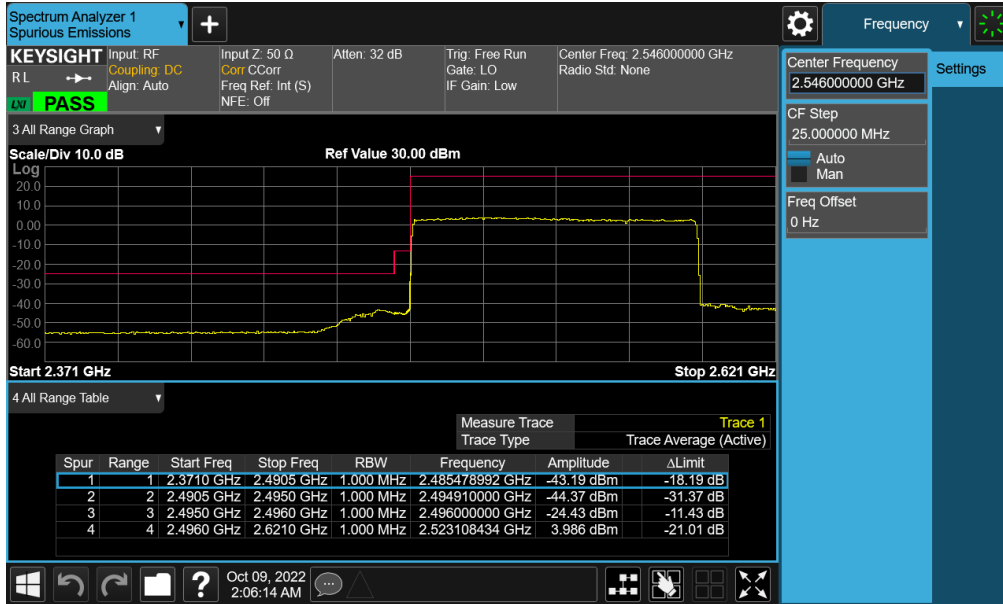 Spectrum Analyzer 1
Spurious Emissions
Frequency
KEYSIGHT
RL
LXI
PASS
Input: RF
Coupling: DC
Align: Auto
Input Z: 50 Ω
Corr CCorr
Freq Ref: Int (S)
NFE: Off
Atten: 32 dB
Trig: Free Run
Gate: LO
IF Gain: Low
Center Freq: 2.546000000 GHz
Radio Std: None
Center Frequency
2.546000000 GHz
Settings
CF Step
25.000000 MHz
Auto
Man
Freq Offset
0 Hz
3 All Range Graph
Scale/Div 10.0 dB
Ref Value 30.00 dBm
Log
20.0
10.0
0.00
-10.0
-20.0
-30.0
-40.0
-50.0
-60.0
Start 2.371 GHz
Stop 2.621 GHz
4 All Range Table
Measure Trace Trace 1
Trace Type Trace Average (Active)
Spur Range Start Freq Stop Freq RBW Frequency Amplitude ΔLimit
1 1 2.3710 GHz 2.4905 GHz 1.000 MHz 2.485478992 GHz -43.19 dBm -18.19 dB
2 2 2.4905 GHz 2.4950 GHz 1.000 MHz 2.494910000 GHz -44.37 dBm -31.37 dB
3 3 2.4950 GHz 2.4960 GHz 1.000 MHz 2.496000000 GHz -24.43 dBm -11.43 dB
4 4 2.4960 GHz 2.6210 GHz 1.000 MHz 2.523108434 GHz 3.986 dBm -21.01 dB
?
Oct 09, 2022
2:06:14 AM